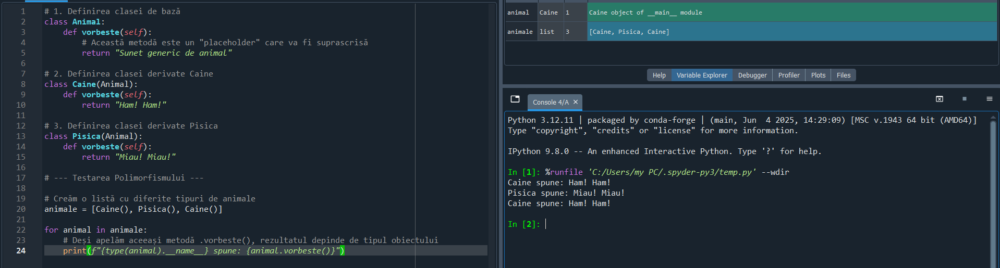 1 # 1. Definirea clasei de bază
2 class Animal:
3     def vorbeste(self):
4         # Această metodă este un "placeholder" care va fi suprascrisă
5         return "Sunet generic de animal"
6
7 # 2. Definirea clasei derivate Caine
8 class Caine(Animal):
9     def vorbeste(self):
10         return "Ham! Ham!"
11
12 # 3. Definirea clasei derivate Pisica
13 class Pisica(Animal):
14     def vorbeste(self):
15         return "Miau! Miau!"
16
17 # --- Testarea Polimorfismului ---
18
19 # Creăm o listă cu diferite tipuri de animale
20 animale = [Caine(), Pisica(), Caine()]
21
22 for animal in animale:
23     # Deși apelăm aceeași metodă .vorbeste(), rezultatul depinde de tipul obiectului
24     print(f"{type(animal).__name__} spune: {animal.vorbeste()}")
animal Caine 1 Caine object of __main__ module
animale list 3 [Caine, Pisica, Caine]
Help Variable Explorer Debugger Profiler Plots Files
Console 4/A
Python 3.12.11 | packaged by conda-forge | (main, Jun  4 2025, 14:29:09) [MSC v.1943 64 bit (AMD64)]
Type "copyright", "credits" or "license" for more information.
IPython 9.8.0 -- An enhanced Interactive Python. Type '?' for help.
In [1]: %runfile 'C:/Users/my PC/.spyder-py3/temp.py' --wdir
Caine spune: Ham! Ham!
Pisica spune: Miau! Miau!
Caine spune: Ham! Ham!
In [2]: